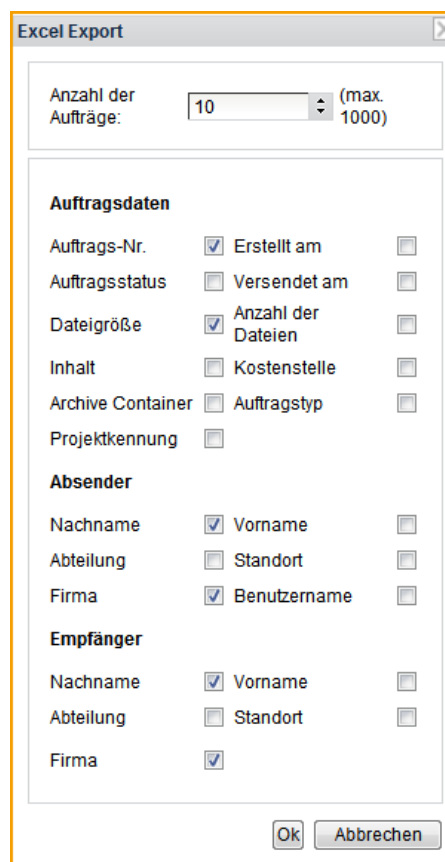 Excel Export
Anzahl der Aufträge: 10 (max. 1000)
Auftragsdaten
Auftrags-Nr. Erstellt am
Auftragsstatus Versendet am
Dateigröße Anzahl der Dateien
Inhalt Kostenstelle
Archive Container Auftragstyp
Projektkennung
Absender
Nachname Vorname
Abteilung Standort
Firma Benutzername
Empfänger
Nachname Vorname
Abteilung Standort
Firma
Ok Abbrechen